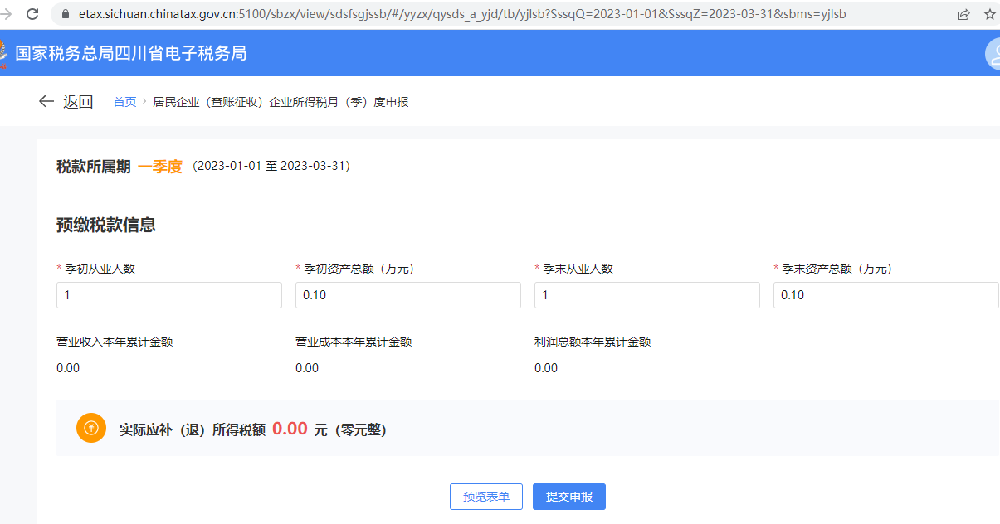 etax.sichuan.chinatax.gov.cn:5100/sbzx/view/sdsfsgjssb/#/yyzx/qysds_a_yjd/tb/yjlsb?SssqQ=2023-01-01&SssqZ=2023-03-31&sbms=yjlsb
国家税务总局四川省电子税务局
返回 首页 > 居民企业（查账征收）企业所得税月（季）度申报
税款所属期 一季度 （2023-01-01 至 2023-03-31）
预缴税款信息
* 季初从业人数 * 季初资产总额（万元） * 季末从业人数 * 季末资产总额（万元）
1 0.10 1 0.10
营业收入本年累计金额 营业成本本年累计金额 利润总额本年累计金额
0.00 0.00 0.00
¥ 实际应补（退）所得税额 0.00 元（零元整）
预览表单 提交申报